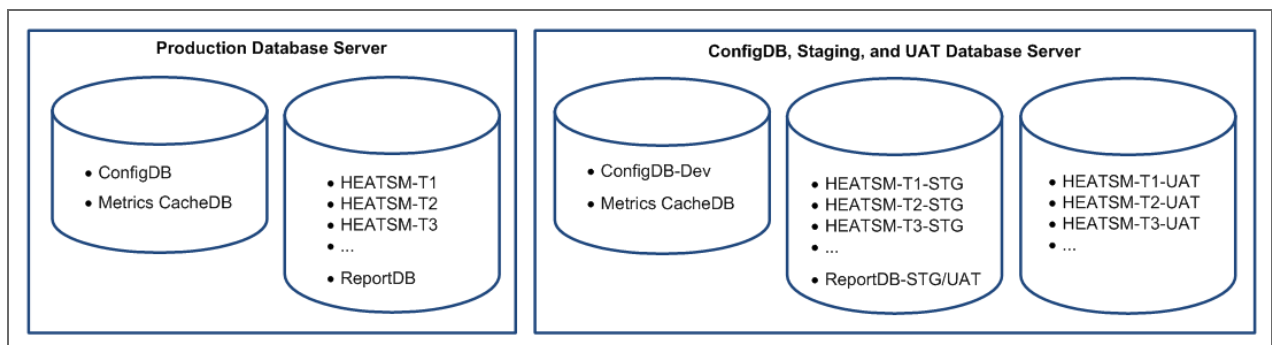 Production Database Server
• ConfigDB
• Metrics CacheDB
• HEATSM-T1
• HEATSM-T2
• HEATSM-T3
• ...
• ReportDB
ConfigDB, Staging, and UAT Database Server
• ConfigDB-Dev
• Metrics CacheDB
• HEATSM-T1-STG
• HEATSM-T2-STG
• HEATSM-T3-STG
• ...
• ReportDB-STG/UAT
• HEATSM-T1-UAT
• HEATSM-T2-UAT
• HEATSM-T3-UAT
• ...